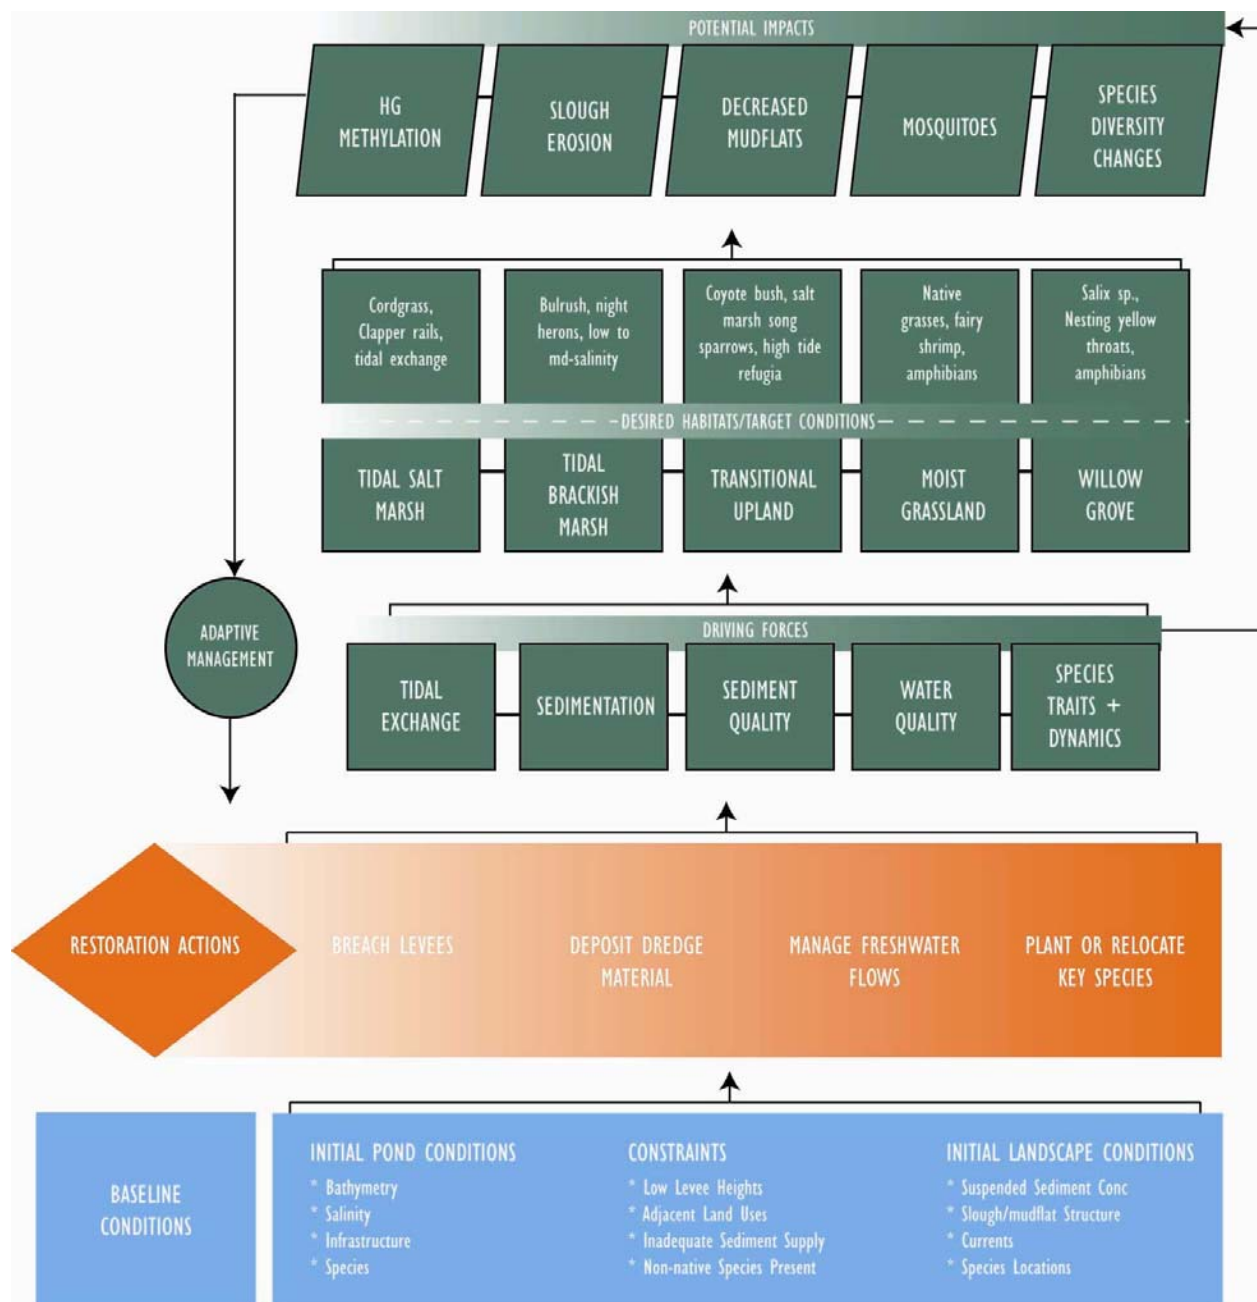 POTENTIAL IMPACTS
HG
METHYLATION
SLOUGH
EROSION
DECREASED
MUDFLATS
MOSQUITOES
SPECIES
DIVERSITY
CHANGES
Cordgrass,
Clapper rails,
tidal exchange
Bulrush, night
herons, low to
md-salinity
Coyote bush, salt
marsh song
sparrows, high tide
refugia
Native
grasses, fairy
shrimp,
amphibians
Salix sp.,
Nesting yellow
throats,
amphibians
DESIRED HABITATS/TARGET CONDITIONS
TIDAL SALT
MARSH
TIDAL
BRACKISH
MARSH
TRANSITIONAL
UPLAND
MOIST
GRASSLAND
WILLOW
GROVE
ADAPTIVE
MANAGEMENT
DRIVING FORCES
TIDAL
EXCHANGE
SEDIMENTATION
SEDIMENT
QUALITY
WATER
QUALITY
SPECIES
TRAITS +
DYNAMICS
RESTORATION ACTIONS
BREACH LEVEES
DEPOSIT DREDGE
MATERIAL
MANAGE FRESHWATER
FLOWS
PLANT OR RELOCATE
KEY SPECIES
BASELINE
CONDITIONS
INITIAL POND CONDITIONS
* Bathymetry
* Salinity
* Infrastructure
* Species
CONSTRAINTS
* Low Levee Heights
* Adjacent Land Uses
* Inadequate Sediment Supply
* Non-native Species Present
INITIAL LANDSCAPE CONDITIONS
* Suspended Sediment Conc
* Slough/mudflat Structure
* Currents
* Species Locations